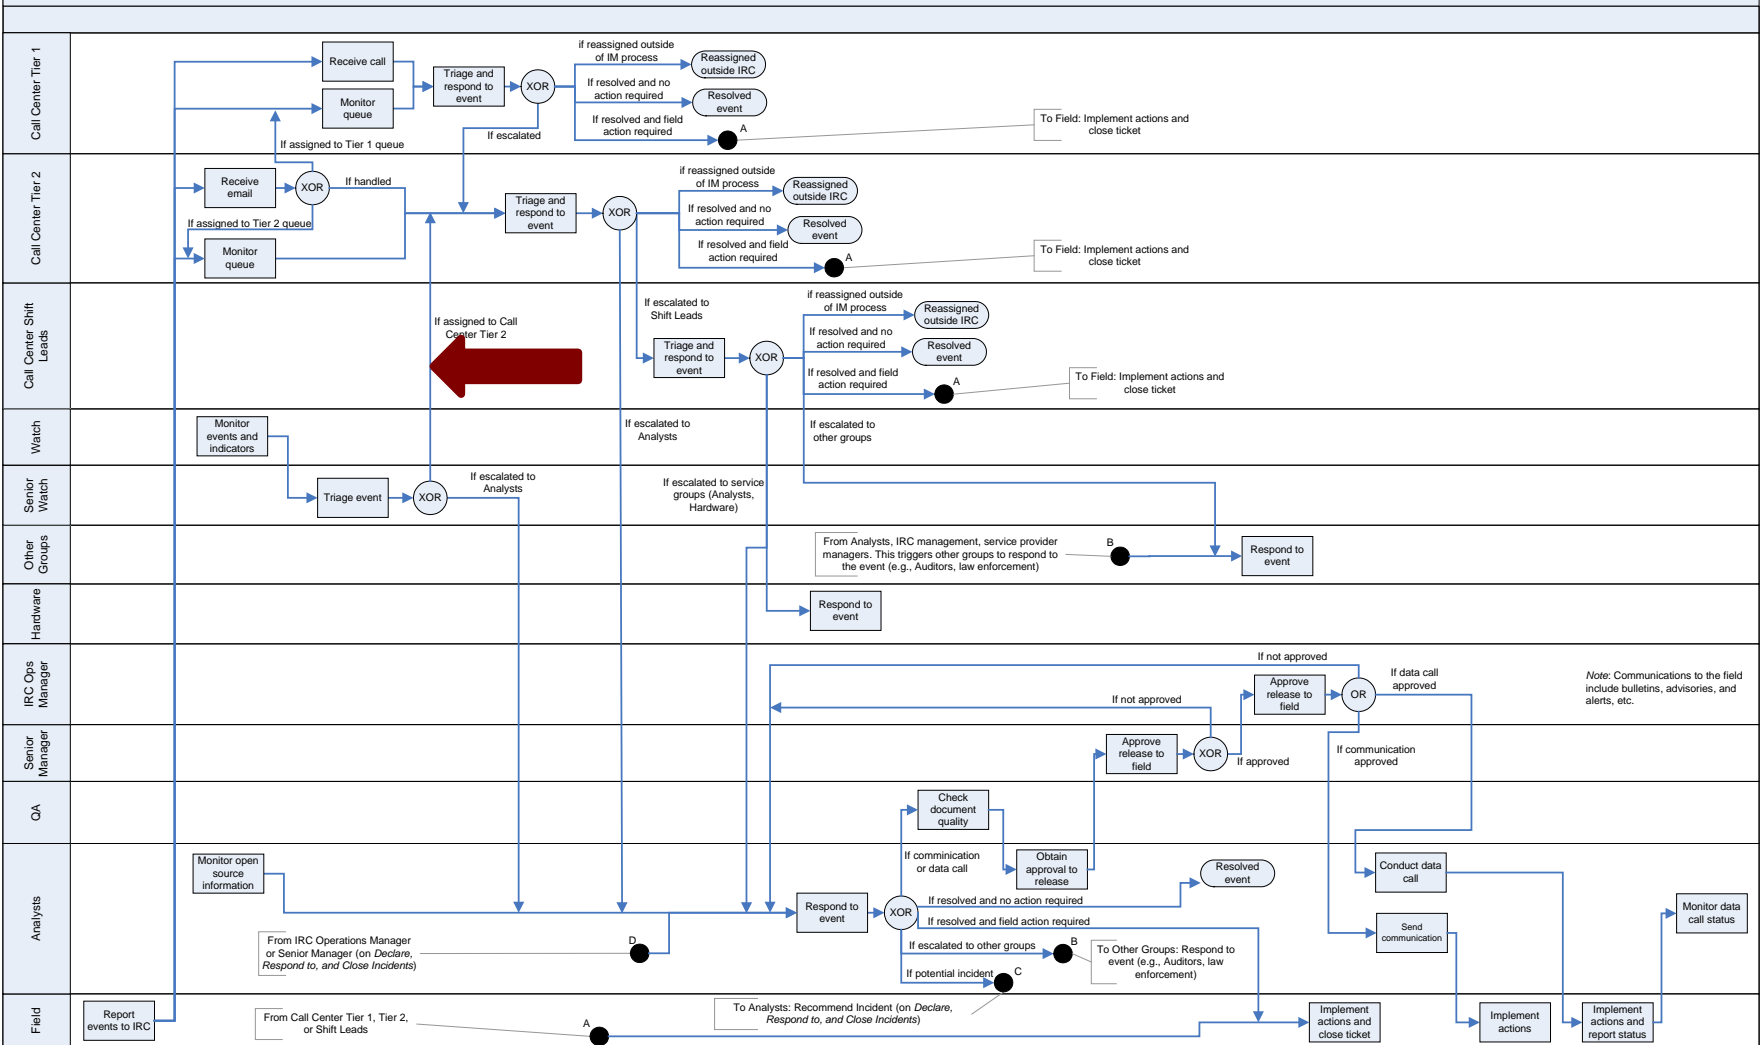 Call Center Tier 1
Receive call
Monitor
queue
Triage and
respond to
event
XOR
if reassigned outside
of IM process
Reassigned
outside IRC
If resolved and no
action required
Resolved
event
If resolved and field
action required
A
To Field: Implement actions and
close ticket
If escalated
If assigned to Tier 1 queue
Call Center Tier 2
Receive
email
XOR
If handled
If assigned to Tier 2 queue
Monitor
queue
Triage and
respond to
event
XOR
if reassigned outside
of IM process
Reassigned
outside IRC
If resolved and no
action required
Resolved
event
If resolved and field
action required
A
To Field: Implement actions and
close ticket
Call Center Shift
Leads
If assigned to Call
Center Tier 2
If escalated to
Shift Leads
Triage and
respond to
event
XOR
if reassigned outside
of IM process
Reassigned
outside IRC
If resolved and no
action required
Resolved
event
If resolved and field
action required
A
To Field: Implement actions and
close ticket
Watch
Monitor
events and
indicators
If escalated to
Analysts
If escalated to
other groups
Senior
Watch
Triage event
XOR
If escalated to
Analysts
If escalated to service
groups (Analysts,
Hardware)
Other
Groups
From Analysts, IRC management, service provider
managers. This triggers other groups to respond to
the event (e.g., Auditors, law enforcement)
B
Respond to
event
Hardware
Respond to
event
IRC Ops
Manager
If not approved
If not approved
Approve
release to
field
OR
If data call
approved
Note: Communications to the field
include bulletins, advisories, and
alerts, etc.
Senior
Manager
Approve
release to
field
XOR
If approved
If communication
approved
QA
Check
document
quality
Analysts
Monitor open
source
information
If comminication
or data call
Obtain
approval to
release
Respond to
event
XOR
Resolved
event
If resolved and no action required
If resolved and field action required
If escalated to other groups
B
To Other Groups: Respond to
event (e.g., Auditors, law
enforcement)
If potential incident
C
From IRC Operations Manager
or Senior Manager (on Declare,
Respond to, and Close Incidents)
D
Conduct data
call
Send
communication
Monitor data
call status
Field
Report
events to IRC
From Call Center Tier 1, Tier 2,
or Shift Leads
A
To Analysts: Recommend Incident (on Declare,
Respond to, and Close Incidents)
Implement
actions and
close ticket
Implement
actions
Implement
actions and
report status